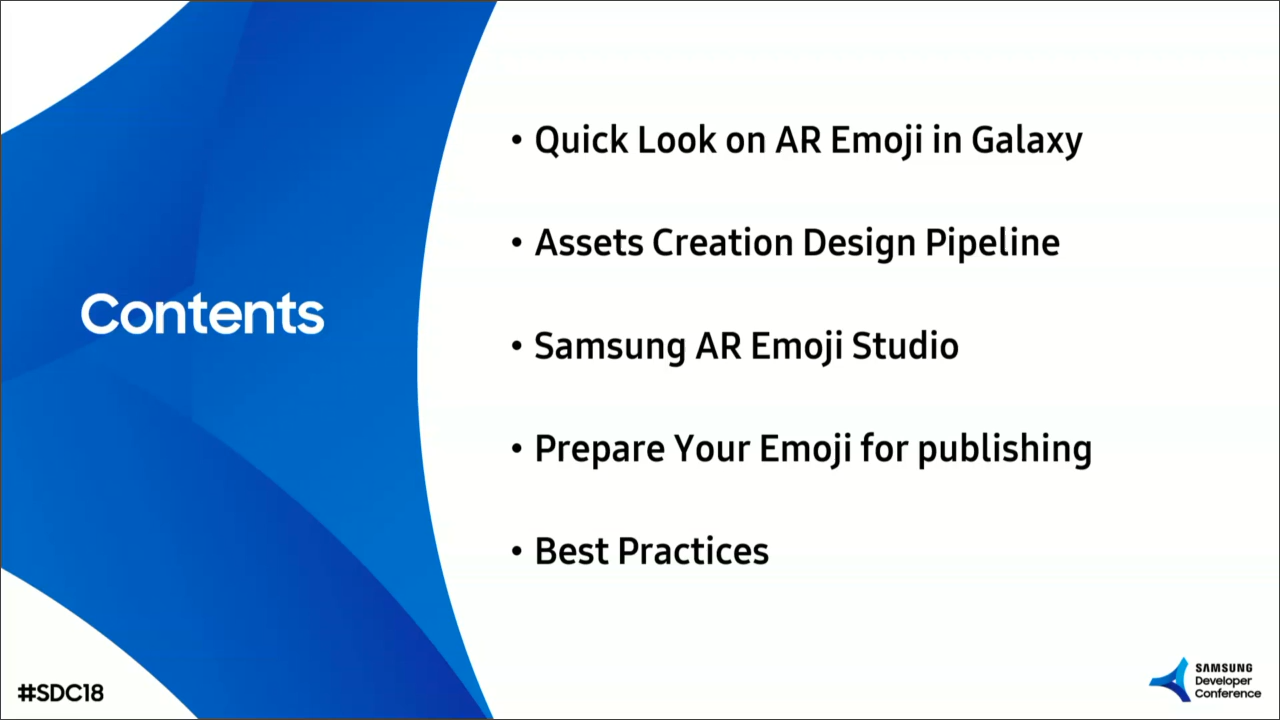 Contents
• Quick Look on AR Emoji in Galaxy
• Assets Creation Design Pipeline
• Samsung AR Emoji Studio
• Prepare Your Emoji for publishing
• Best Practices
#SDC18
SAMSUNG
Developer
Conference